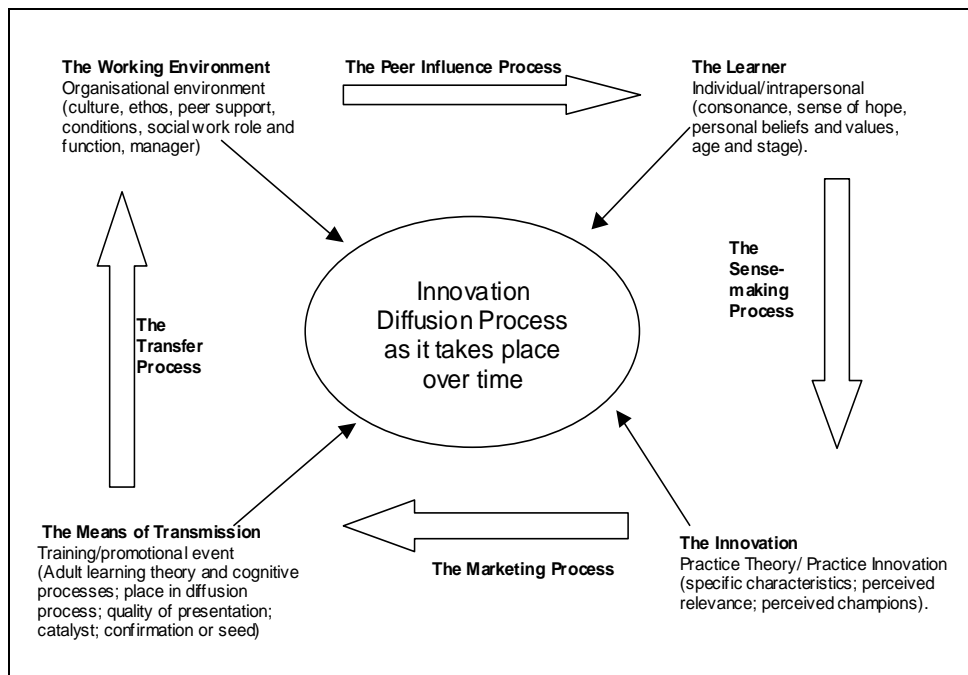 The Working Environment
Organisational environment
(culture, ethos, peer support,
conditions, social work role and
function, manager)
The Peer Influence Process
The Learner
Individual/intrapersonal
(consonance, sense of hope,
personal beliefs and values,
age and stage).
The
Sense-
making
Process
Innovation
Diffusion Process
as it takes place
over time
The
Transfer
Process
The Means of Transmission
Training/promotional event
(Adult learning theory and cognitive
processes; place in diffusion
process; quality of presentation;
catalyst; confirmation or seed)
The Marketing Process
The Innovation
Practice Theory/ Practice Innovation
(specific characteristics; perceived
relevance; perceived champions).